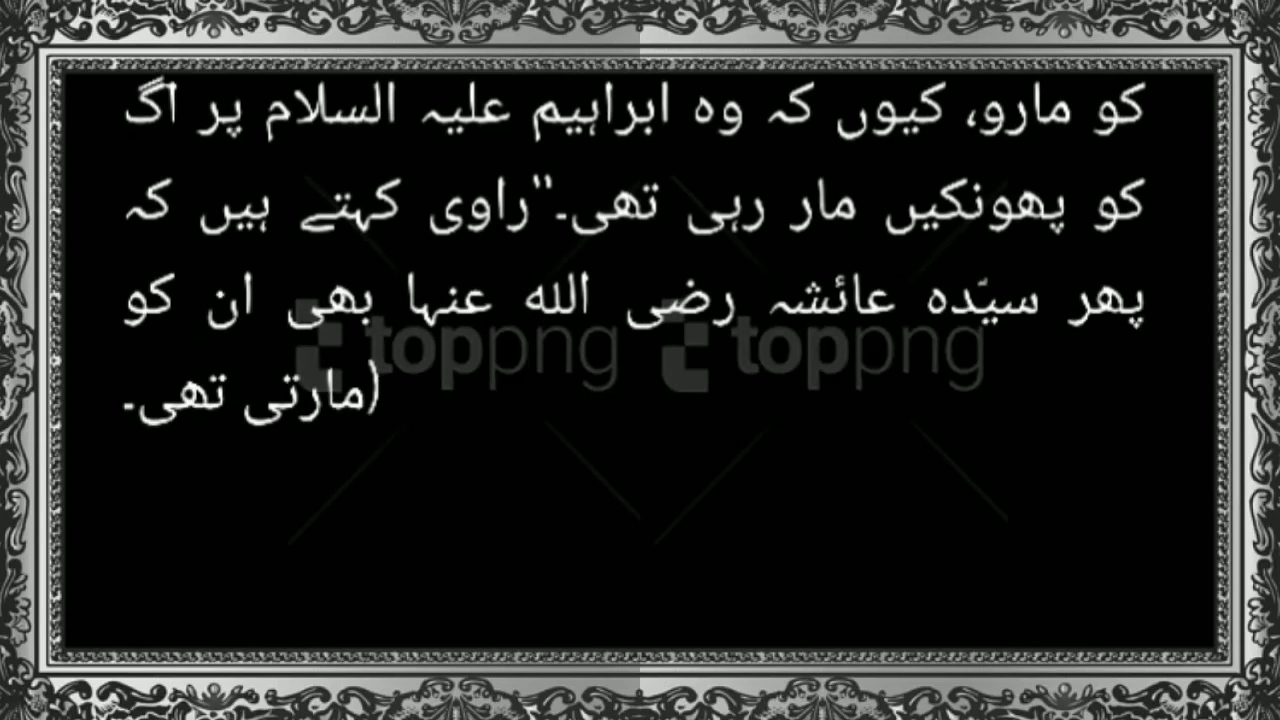 کو مارو، کیوں کہ وہ ابراہیم علیہ السلام پر اگ
کو پھونکیں مار رہی تھی۔"راوی کہتے ہیں کہ
پھر سیّدہ عائشہ رضی اللہ عنہا بھی ان کو
(مارتی تھی۔
toppng toppng